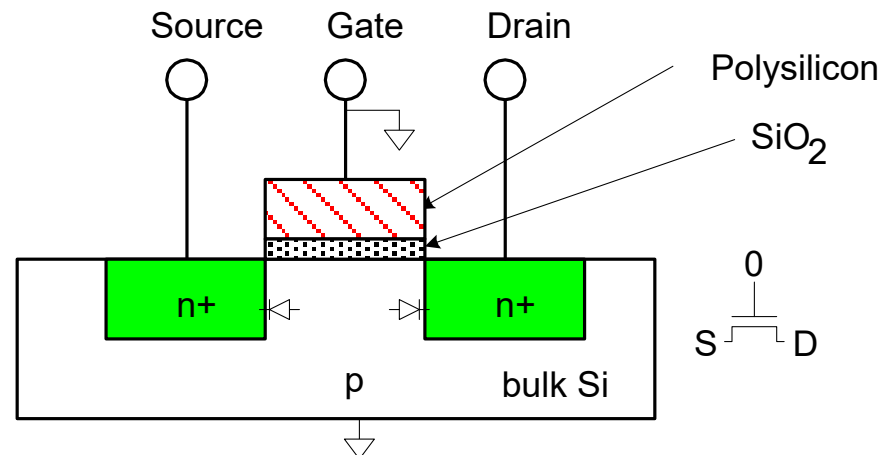 Source Gate Drain
Polysilicon
SiO2
0
n+ n+
S D
p bulk Si